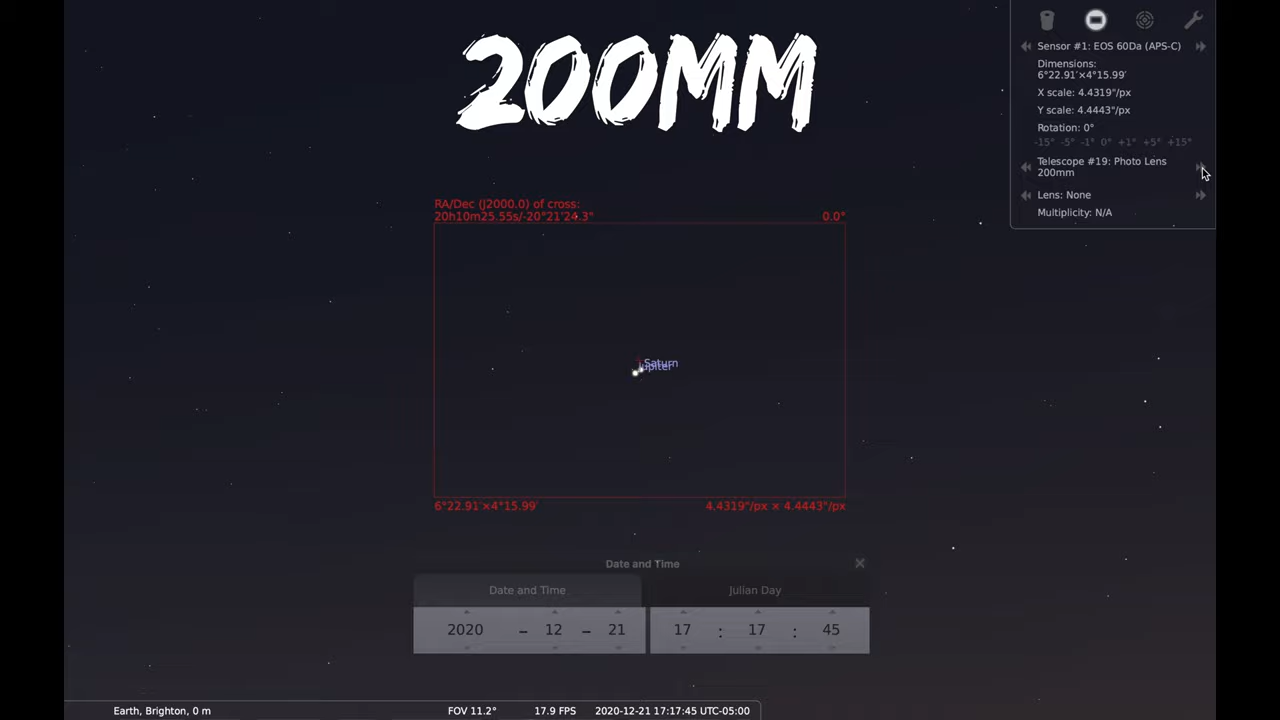 200MM
Sensor #1: EOS 60Da (APS-C)
Dimensions:
6°22.91′×4°15.99′
X scale: 4.4319"/px
Y scale: 4.4443"/px
Rotation: 0°
-15° -5° -1° 0° +1° +5° +15°
Telescope #19: Photo Lens
200mm
Lens: None
Multiplicity: N/A
RA/Dec (J2000.0) of cross:
20h10m25.55s/-20°21'24.3"
0.0°
Saturn
Jupiter
6°22.91′×4°15.99′
4.4319"/px × 4.4443"/px
Date and Time
Date and Time
Julian Day
2020 - 12 - 21
17 : 17 : 45
Earth, Brighton, 0 m
FOV 11.2°
17.9 FPS
2020-12-21 17:17:45 UTC-05:00